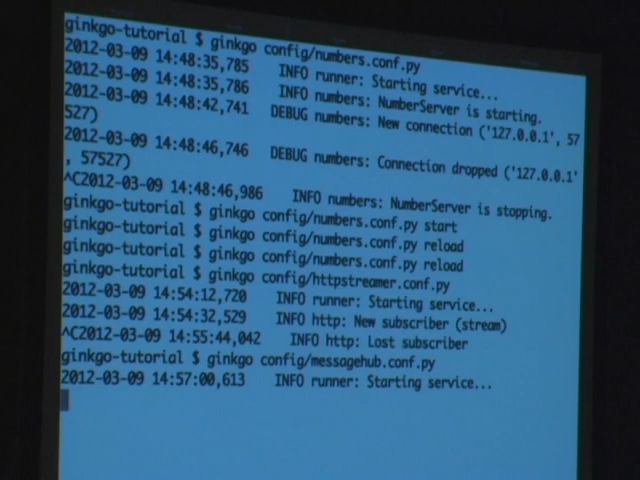 ginkgo-tutorial $ ginkgo config/numbers.conf.py
2012-03-09 14:48:35,785    INFO runner: Starting service...
2012-03-09 14:48:35,786    INFO numbers: NumberServer is starting.
2012-03-09 14:48:42,741   DEBUG numbers: New connection ('127.0.0.1', 57
527)
2012-03-09 14:48:46,746   DEBUG numbers: Connection dropped ('127.0.0.1'
, 57527)
^C2012-03-09 14:48:46,986    INFO numbers: NumberServer is stopping.
ginkgo-tutorial $ ginkgo config/numbers.conf.py start
ginkgo-tutorial $ ginkgo config/numbers.conf.py reload
ginkgo-tutorial $ ginkgo config/numbers.conf.py reload
ginkgo-tutorial $ ginkgo config/httpstreamer.conf.py
2012-03-09 14:54:12,720    INFO runner: Starting service...
2012-03-09 14:54:32,529    INFO http: New subscriber (stream)
^C2012-03-09 14:55:44,042    INFO http: Lost subscriber
ginkgo-tutorial $ ginkgo config/messagehub.conf.py
2012-03-09 14:57:00,613    INFO runner: Starting service...